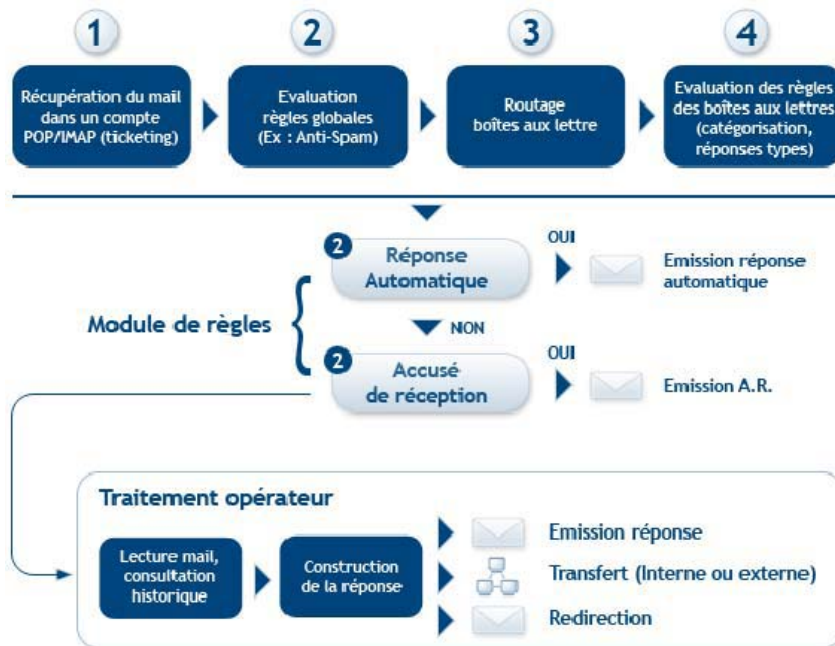 1
2
3
4
Récupération du mail
dans un compte
POP/IMAP (ticketing)
Evaluation
règles globales
(Ex : Anti-Spam)
Routage
boîtes aux lettre
Evaluation des règles
des boîtes aux lettres
(catégorisation,
réponses types)
Module de règles
2
Réponse
Automatique
OUI
Emission réponse
automatique
NION
2
Accusé
de réception
OUI
Emission A.R.
Traitement opérateur
Lecture mail,
consultation
historique
Construction
de la réponse
Emission réponse
Transfert (Interne ou externe)
Redirection